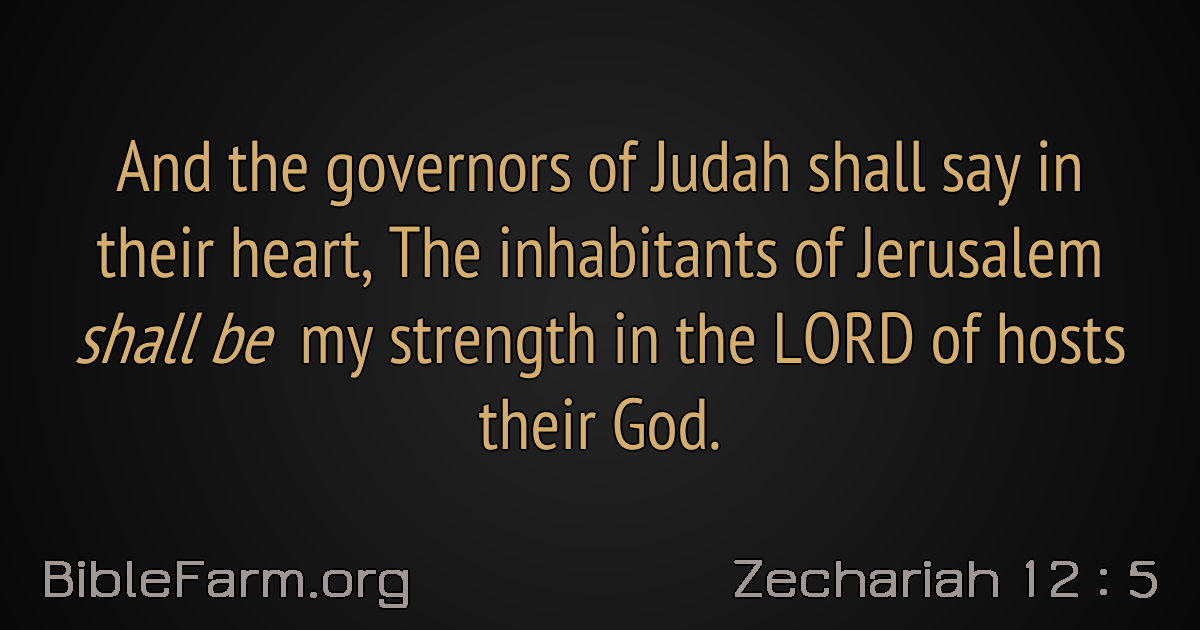 And the governors of Judah shall say in
their heart, The inhabitants of Jerusalem
shall be my strength in the LORD of hosts
their God.
BibleFarm.org
Zechariah 12 : 5